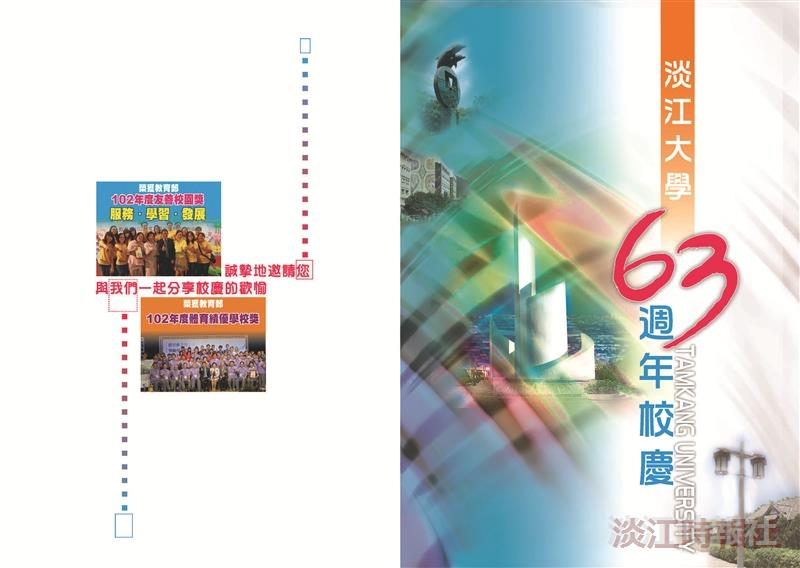 榮獲教育部
102年度友善校園獎
服務‧學習‧發展
誠摯地邀請您
與我們一起分享校慶的歡愉
榮獲教育部
102年度體育績優學校獎
淡江大學
63
週年校慶
TAMKANG UNIVERSITY
淡江時報社